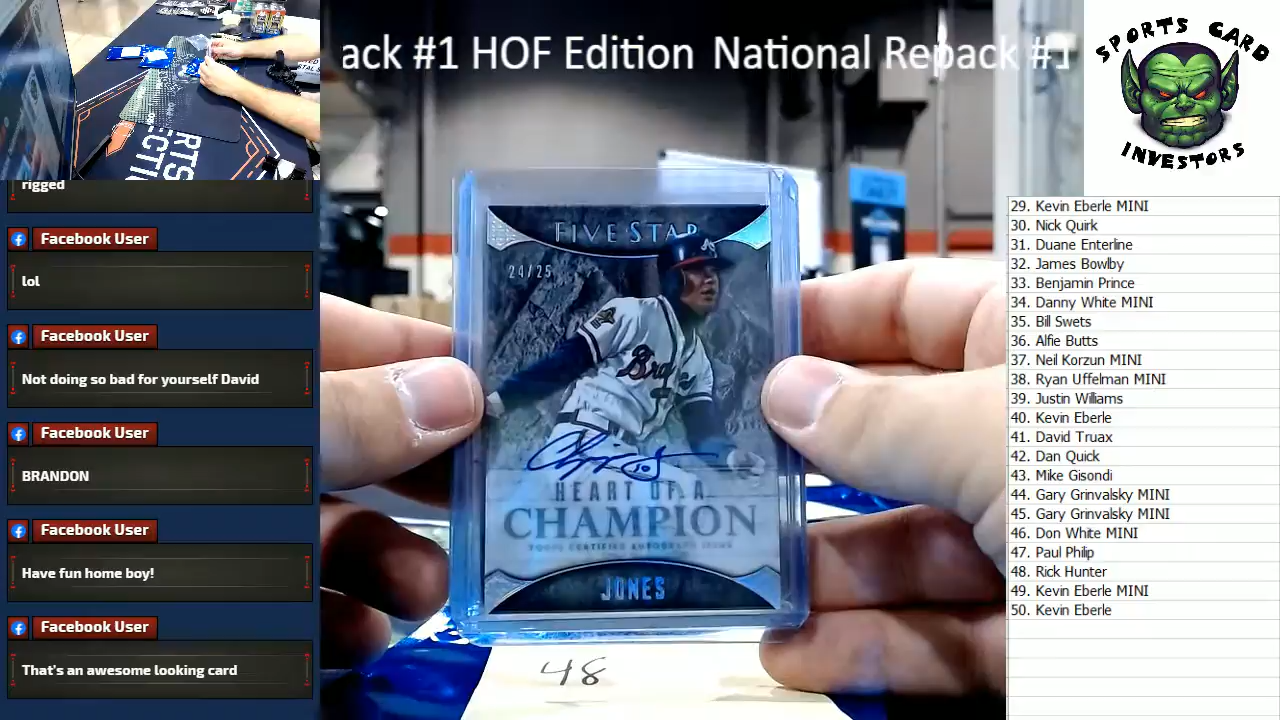 ack #1 HOF Edition National Repack #1
SPORTS CARD
INVESTORS
rigged
Facebook User
lol
Facebook User
Not doing so bad for yourself David
Facebook User
BRANDON
Facebook User
Have fun home boy!
Facebook User
That's an awesome looking card
FIVE STAR
24/25
Braves
HEART OF A
CHAMPION
TOPPS CERTIFIED AUTOGRAPH ISSUE
JONES
48
29. Kevin Eberle MINI
30. Nick Quirk
31. Duane Enterline
32. James Bowlby
33. Benjamin Prince
34. Danny White MINI
35. Bill Swets
36. Alfie Butts
37. Neil Korzun MINI
38. Ryan Uffelman MINI
39. Justin Williams
40. Kevin Eberle
41. David Truax
42. Dan Quick
43. Mike Gisondi
44. Gary Grinvalsky MINI
45. Gary Grinvalsky MINI
46. Don White MINI
47. Paul Philip
48. Rick Hunter
49. Kevin Eberle MINI
50. Kevin Eberle